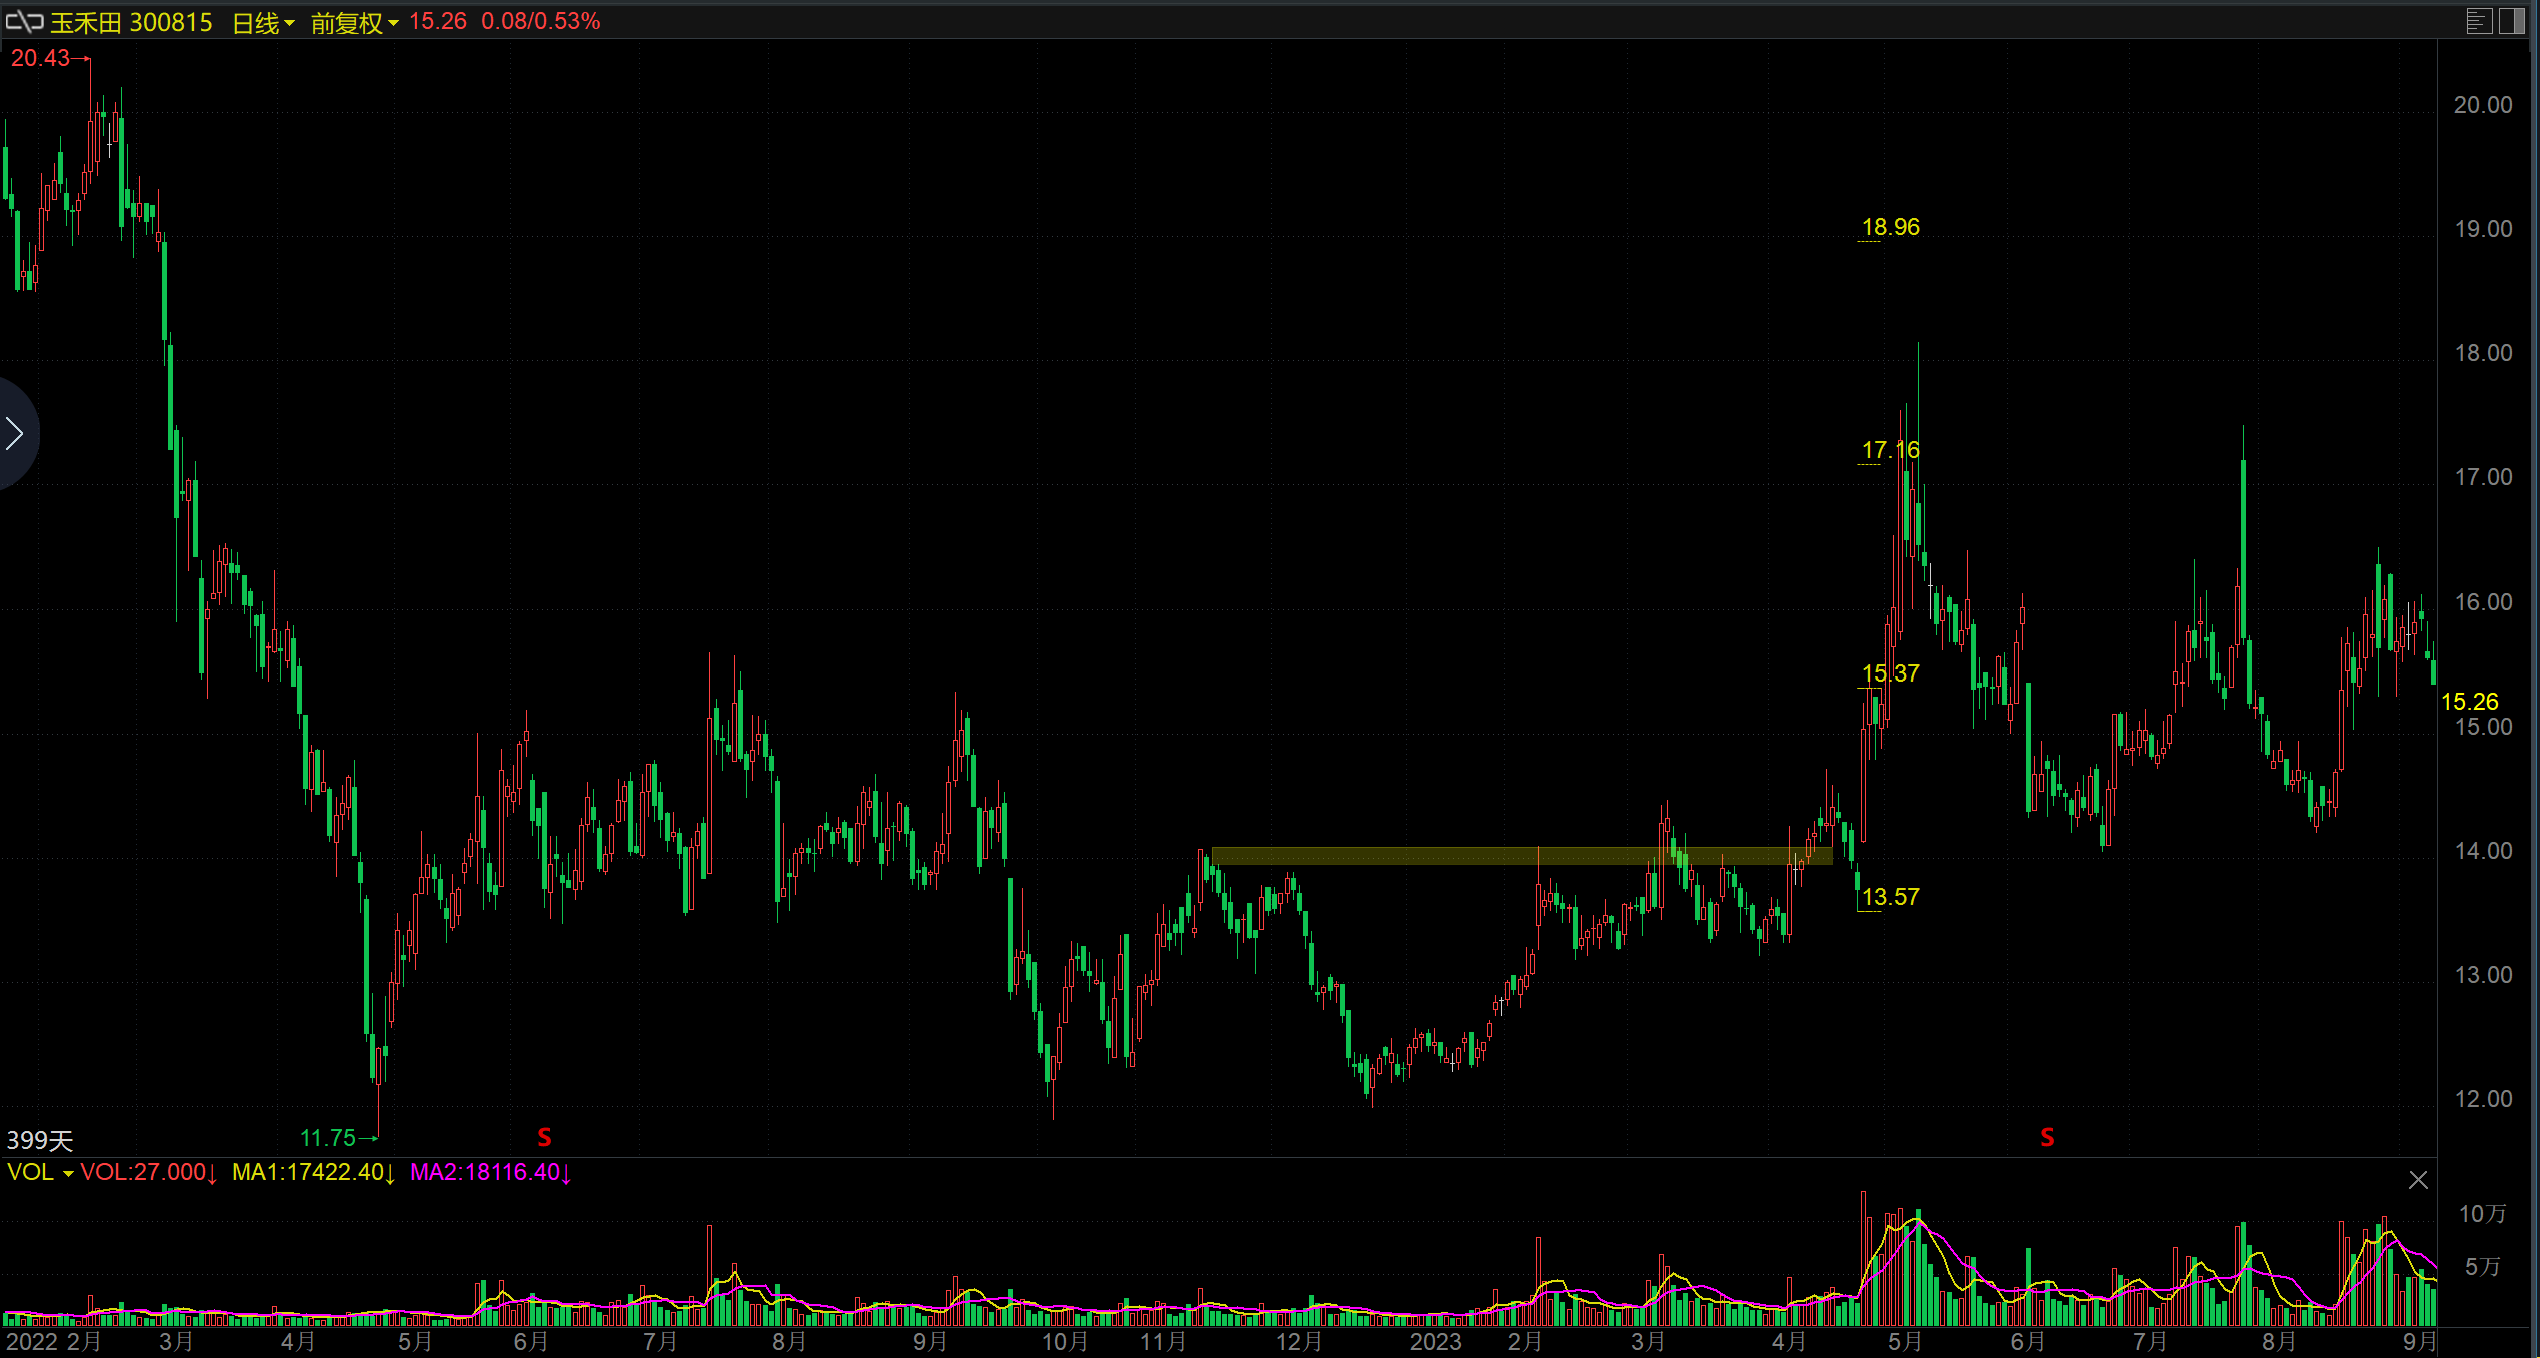 玉禾田 300815 日线 前复权 15.26 0.08/0.53%
20.43
20.00
18.96
19.00
18.00
17.16
17.00
16.00
15.37
15.26
15.00
14.00
13.57
13.00
12.00
399天
11.75
S
S
VOL VOL:27.000↓ MA1:17422.40↓ MA2:18116.40↓
10万
5万
2022 2月 3月 4月 5月 6月 7月 8月 9月 10月 11月 12月 2023 2月 3月 4月 5月 6月 7月 8月 9月